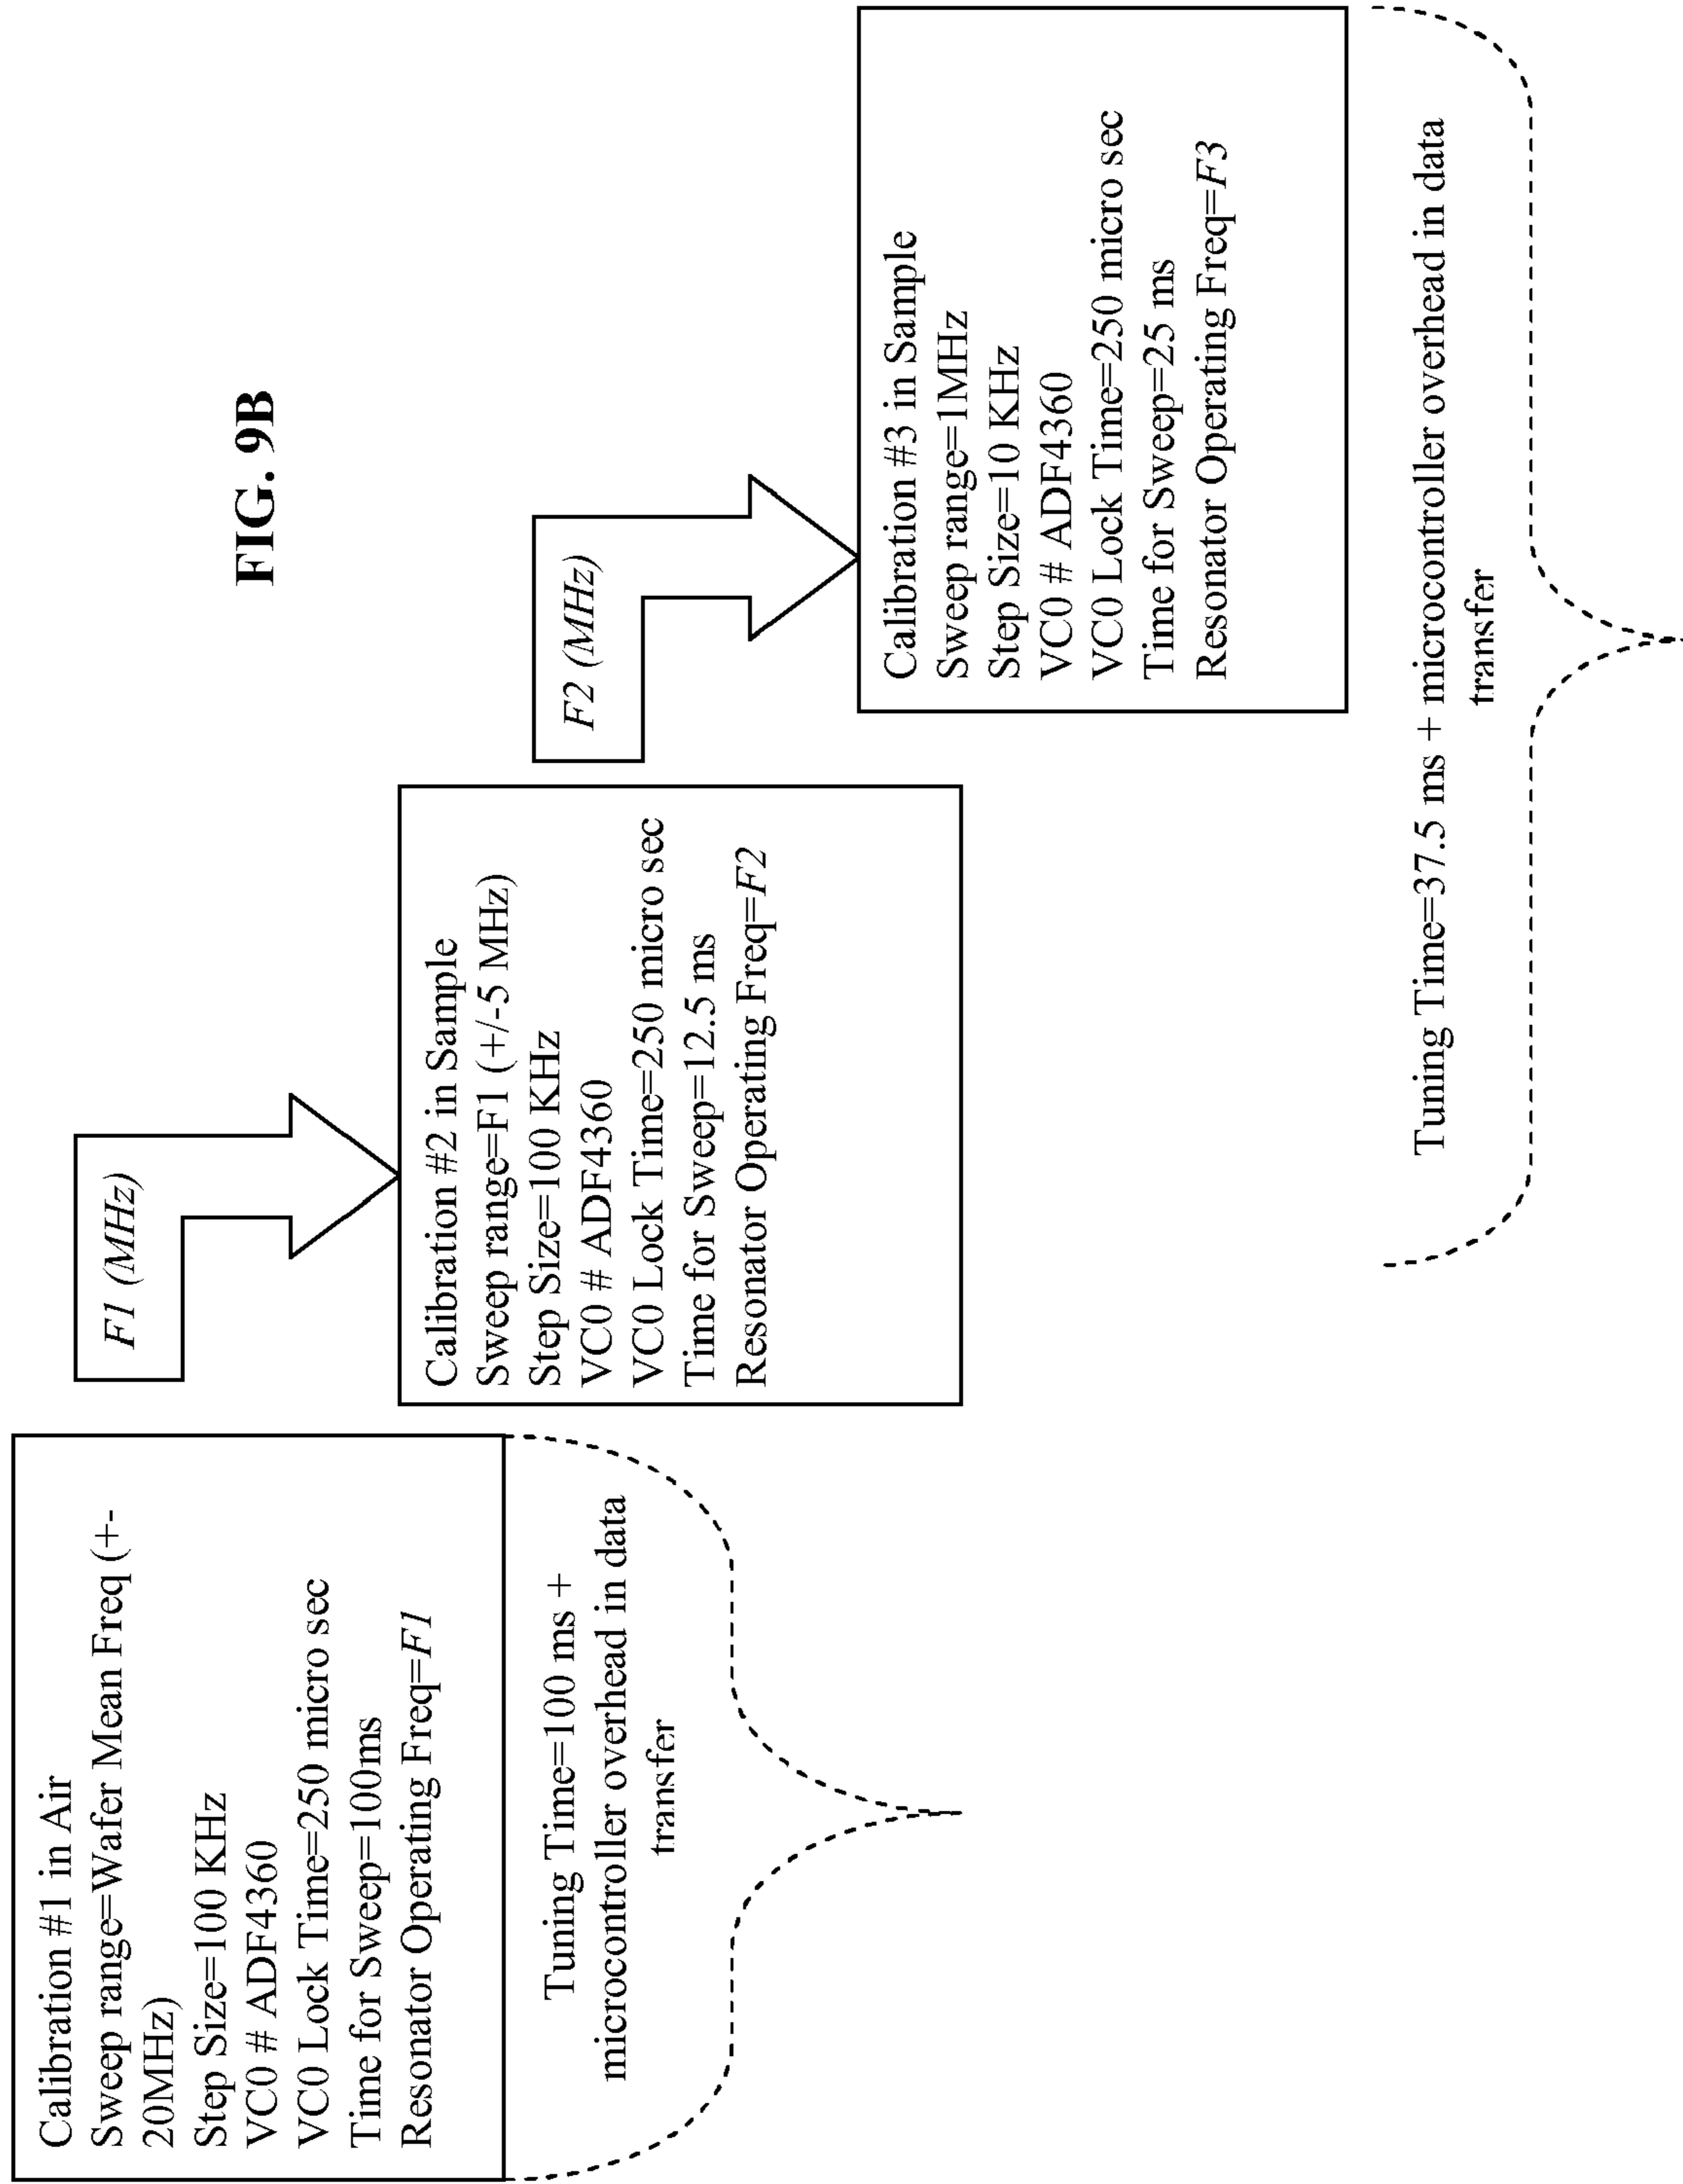 FIG. 9B
Calibration #1 in Air
Sweep range=Wafer Mean Freq (+-
20MHz)
Step Size=100 KHz
VC0 # ADF4360
VC0 Lock Time=250 micro sec
Time for Sweep=100ms
Resonator Operating Freq=F1
Tuning Time=100 ms +
microcontroller overhead in data
transfer
F1 (MHz)
Calibration #2 in Sample
Sweep range=F1 (+/-5 MHz)
Step Size=100 KHz
VC0 # ADF4360
VC0 Lock Time=250 micro sec
Time for Sweep=12.5 ms
Resonator Operating Freq=F2
F2 (MHz)
Calibration #3 in Sample
Sweep range=1MHz
Step Size=10 KHz
VC0 # ADF4360
VC0 Lock Time=250 micro sec
Time for Sweep=25 ms
Resonator Operating Freq=F3
Tuning Time=37.5 ms + microcontroller overhead in data
transfer